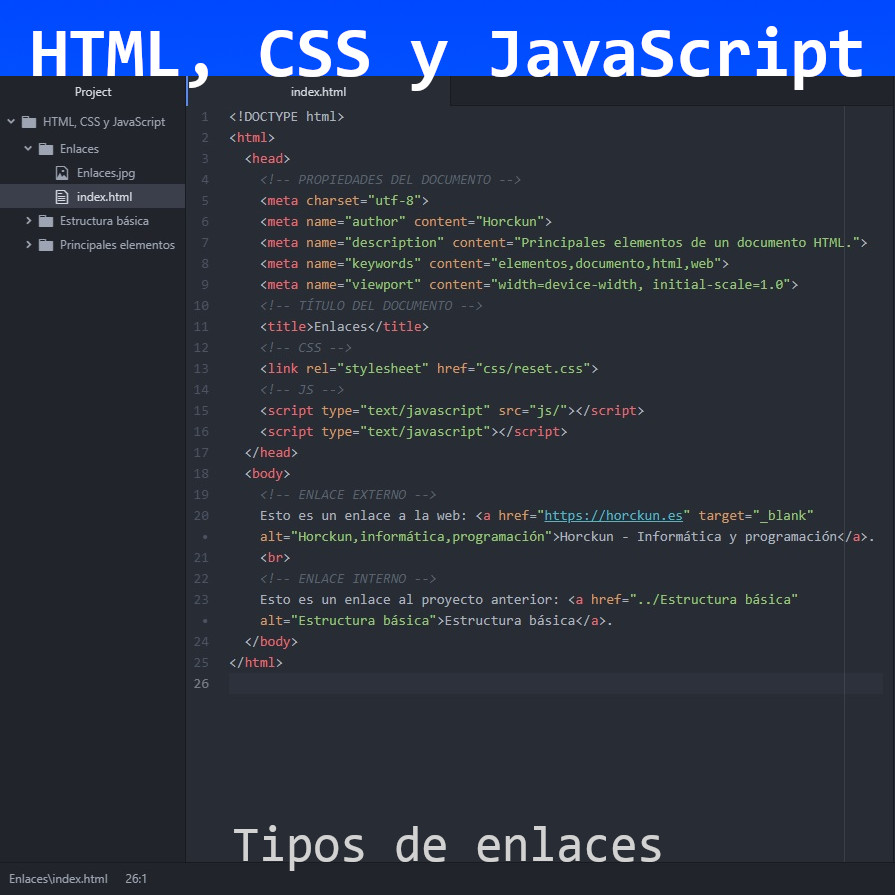 HTML, CSS y JavaScript
Project
index.html
HTML, CSS y JavaScript
Enlaces
Enlaces.jpg
index.html
Estructura básica
Principales elementos
1 <!DOCTYPE html>
2 <html>
3 <head>
4 <!-- PROPIEDADES DEL DOCUMENTO -->
5 <meta charset="utf-8">
6 <meta name="author" content="Horckun">
7 <meta name="description" content="Principales elementos de un documento HTML.">
8 <meta name="keywords" content="elementos,documento,html,web">
9 <meta name="viewport" content="width=device-width, initial-scale=1.0">
10 <!-- TÍTULO DEL DOCUMENTO -->
11 <title>Enlaces</title>
12 <!-- CSS -->
13 <link rel="stylesheet" href="css/reset.css">
14 <!-- JS -->
15 <script type="text/javascript" src="js/"></script>
16 <script type="text/javascript"></script>
17 </head>
18 <body>
19 <!-- ENLACE EXTERNO -->
20 Esto es un enlace a la web: <a href="https://horckun.es" target="_blank"
• alt="Horckun,informática,programación">Horckun - Informática y programación</a>.
21 <br>
22 <!-- ENLACE INTERNO -->
23 Esto es un enlace al proyecto anterior: <a href="../Estructura básica"
• alt="Estructura básica">Estructura básica</a>.
24 </body>
25 </html>
26
Tipos de enlaces
Enlaces\index.html 26:1